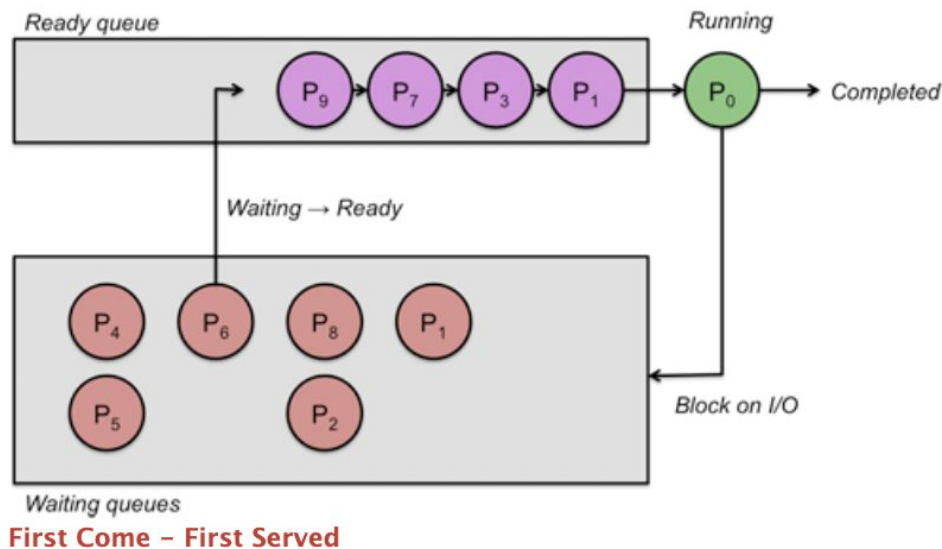 Ready queue
Running
P₉ P₇ P₃ P₁ P₀ Completed
Waiting → Ready
P₄ P₆ P₈ P₁
Block on I/O
P₅ P₂
Waiting queues
First Come – First Served